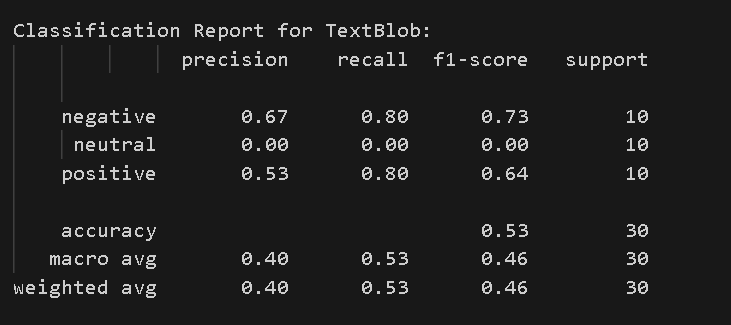 Classification Report for TextBlob:
precision recall f1-score support
negative 0.67 0.80 0.73 10
neutral 0.00 0.00 0.00 10
positive 0.53 0.80 0.64 10
accuracy 0.53 30
macro avg 0.40 0.53 0.46 30
weighted avg 0.40 0.53 0.46 30